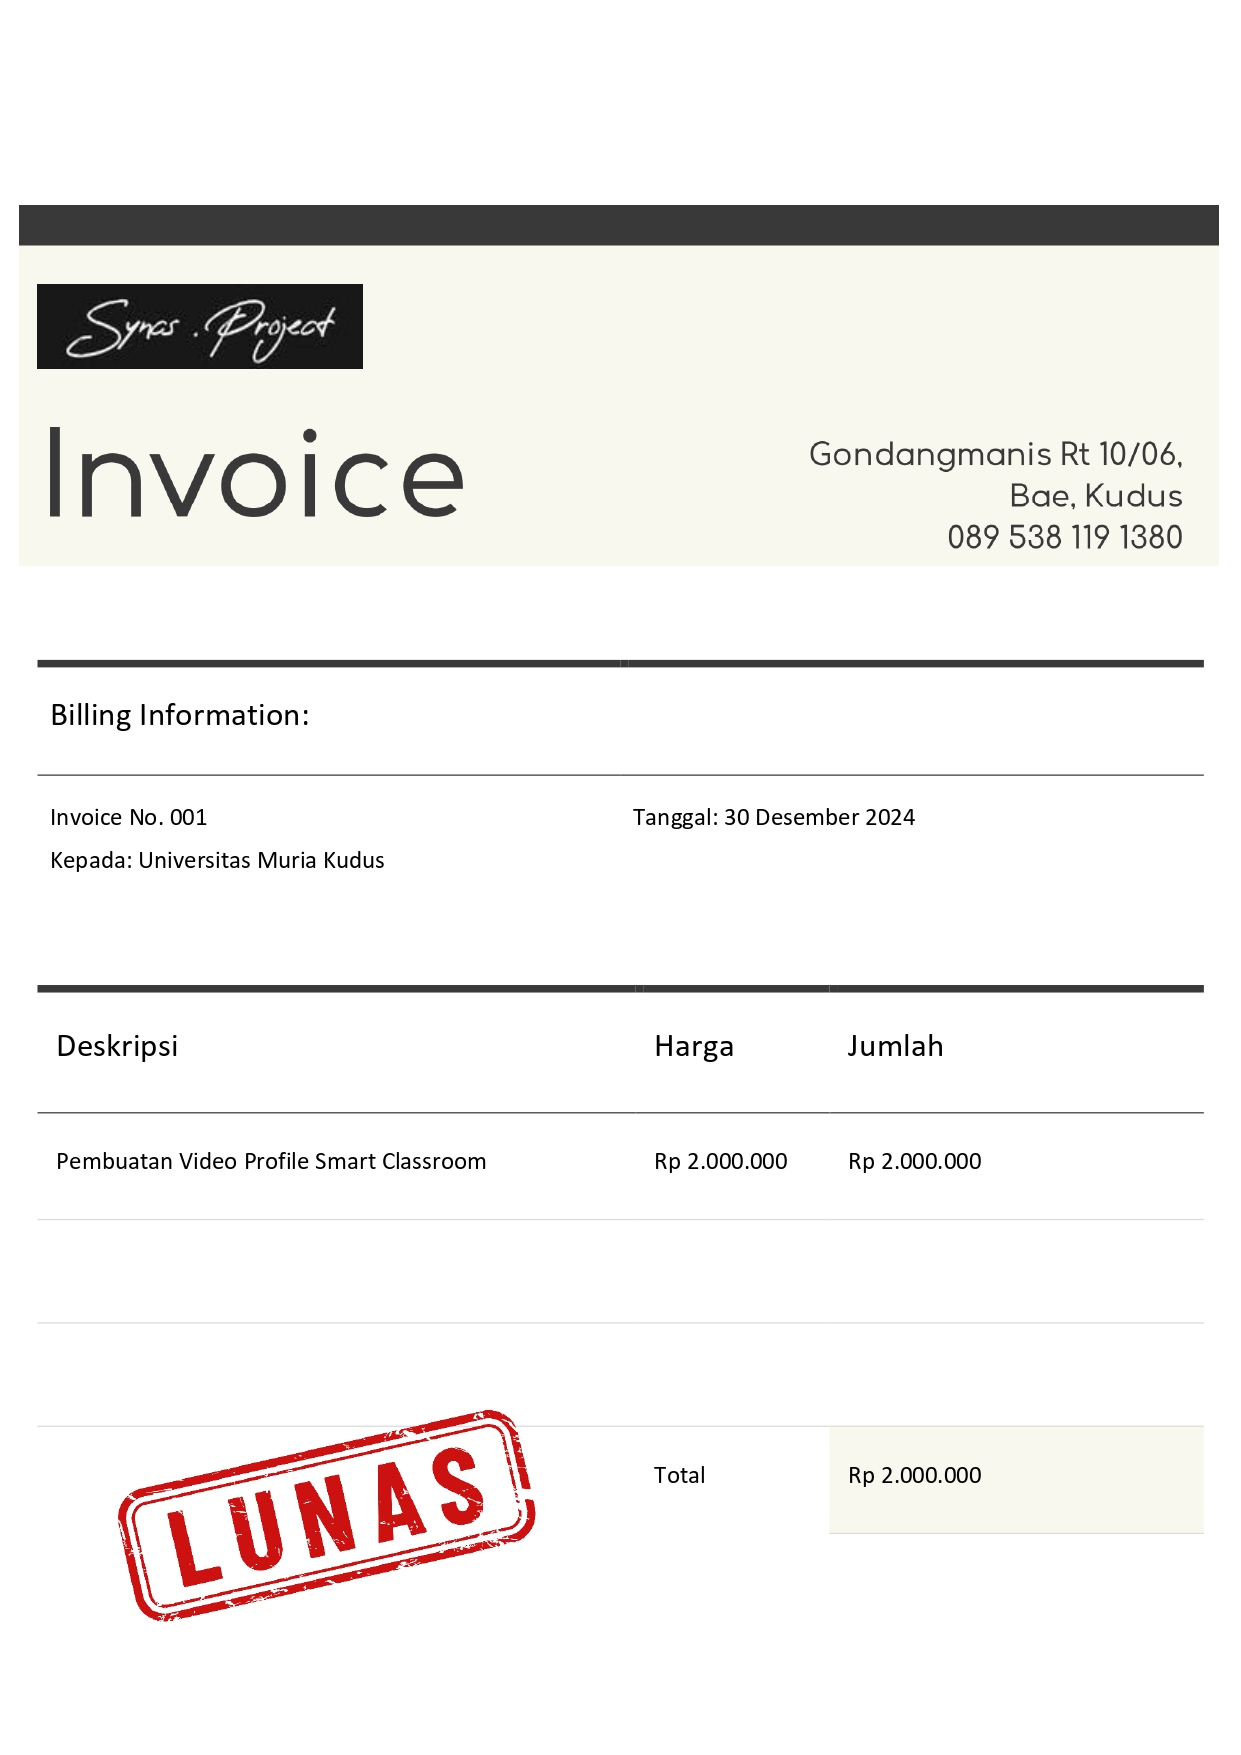 Synas .Project
Invoice
Gondangmanis Rt 10/06,
Bae, Kudus
089 538 119 1380
Billing Information:
Invoice No. 001
Tanggal: 30 Desember 2024
Kepada: Universitas Muria Kudus
Deskripsi Harga Jumlah
Pembuatan Video Profile Smart Classroom Rp 2.000.000 Rp 2.000.000
Total Rp 2.000.000
LUNAS